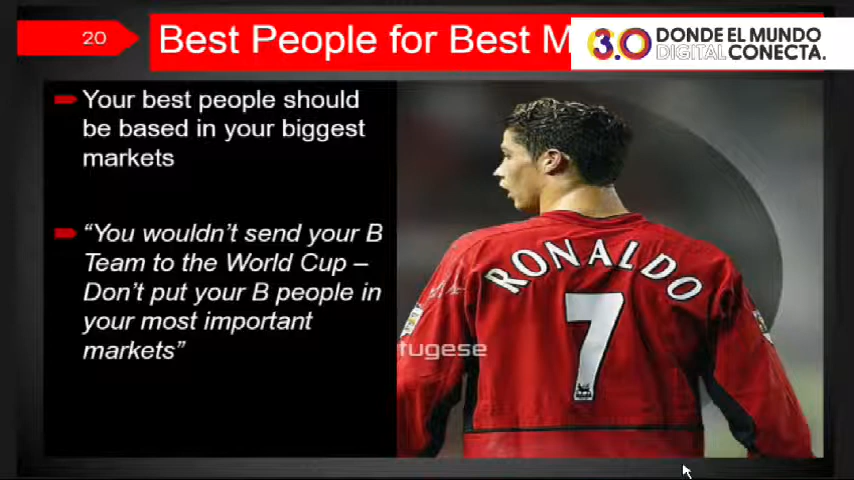 20
Best People for Best M
3.0 DONDE EL MUNDO
DIGITAL CONECTA.
Your best people should
be based in your biggest
markets
“You wouldn’t send your B
Team to the World Cup –
Don’t put your B people in
your most important
markets”
RONALDO
7
fugese